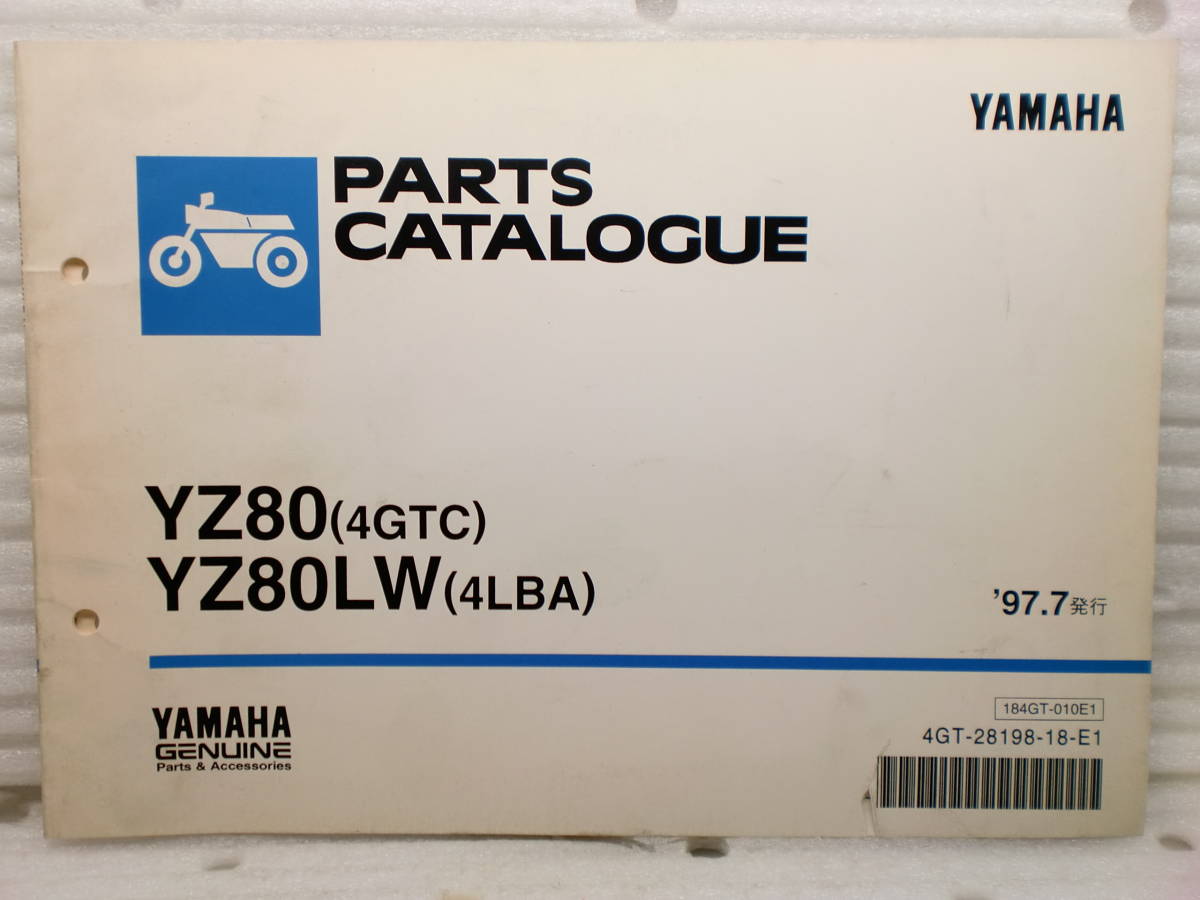 YAMAHA
PARTS
CATALOGUE
YZ80(4GTC)
YZ80LW(4LBA)
'97.7発行
YAMAHA
GENUINE
Parts & Accessories
184GT-010E1
4GT-28198-18-E1